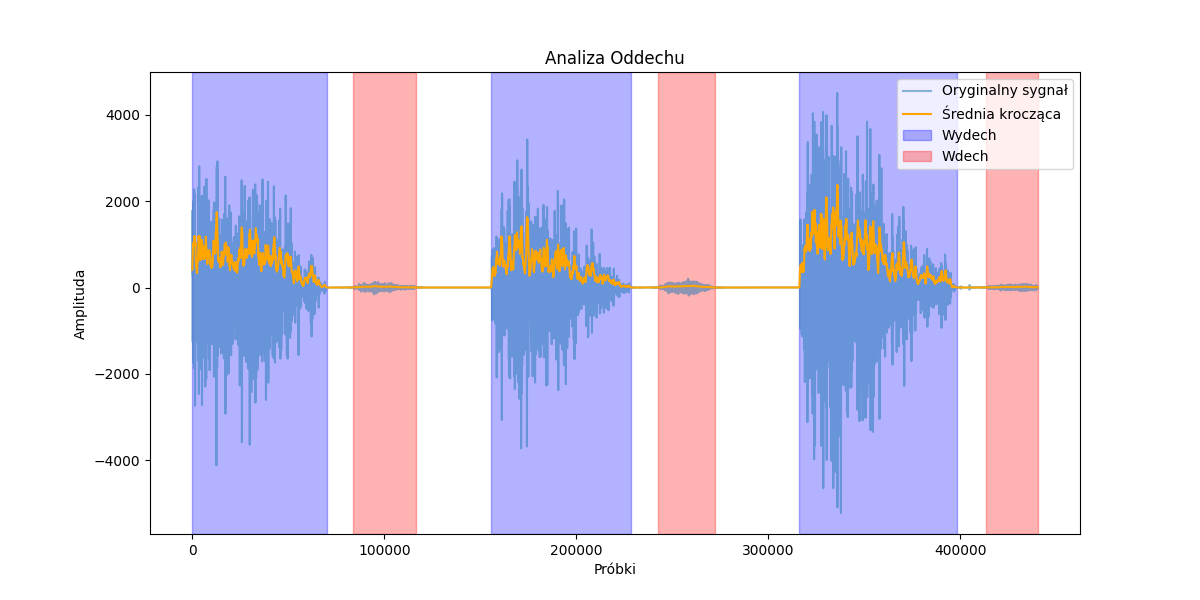 Analiza Oddechu
Oryginalny sygnał
Średnia krocząca
Wydech
Wdech
Amplituda
4000
2000
0
−2000
−4000
0 100000 200000 300000 400000
Próbki